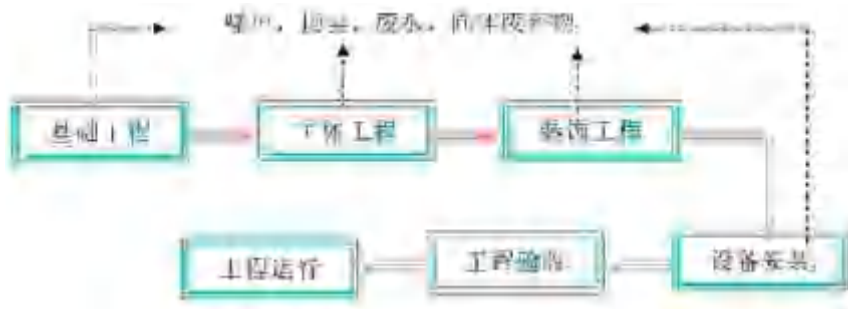 噪声、扬尘、废水、固体废弃物
基础工程
主体工程
装饰工程
设备安装
工程验收
工程运行